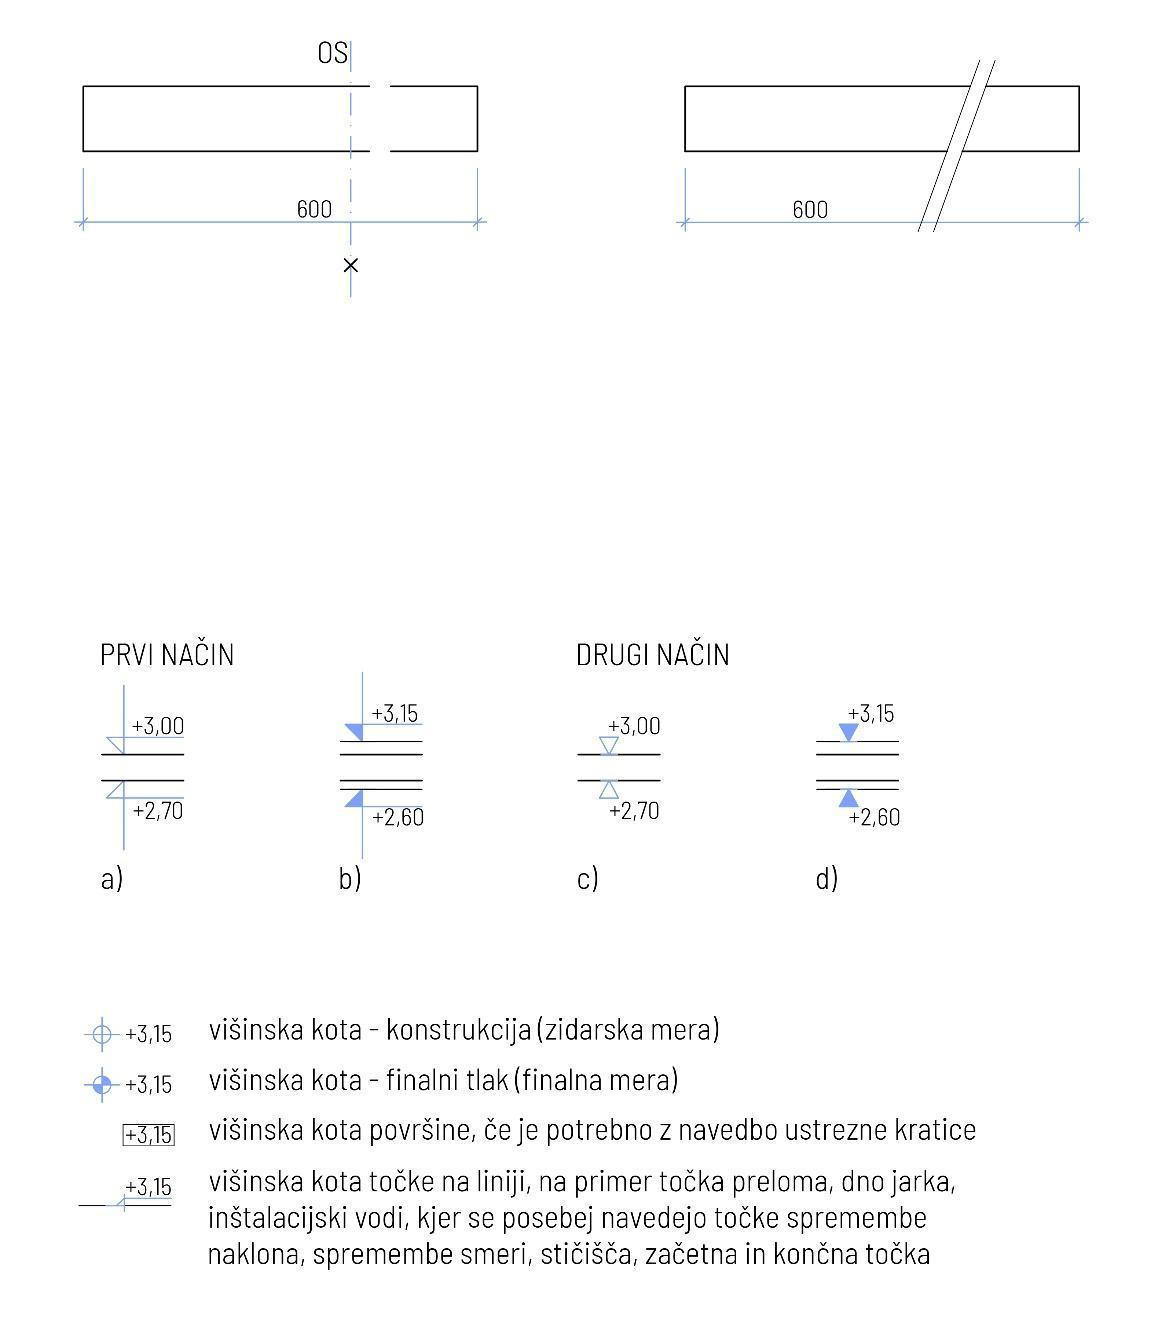 OS
600
600
PRVI NAČIN
DRUGI NAČIN
+3,00
+2,70
a)
+3,15
+2,60
b)
+3,00
+2,70
c)
+3,15
+2,60
d)
+3,15 višinska kota - konstrukcija (zidarska mera)
+3,15 višinska kota - finalni tlak (finalna mera)
+3,15 višinska kota površine, če je potrebno z navedbo ustrezne kratice
+3,15 višinska kota točke na liniji, na primer točka preloma, dno jarka,
inštalacijski vodi, kjer se posebej navedejo točke spremembe
naklona, spremembe smeri, stičišča, začetna in končna točka